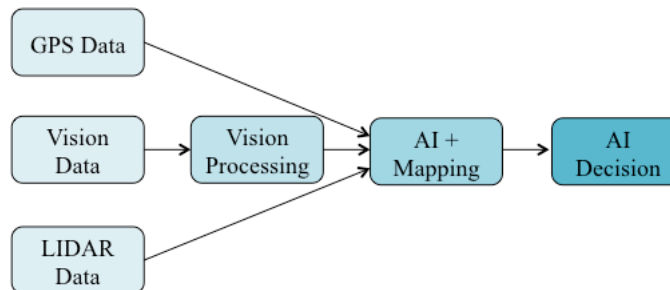 GPS Data
Vision
Data
Vision
Processing
AI +
Mapping
AI
Decision
LIDAR
Data